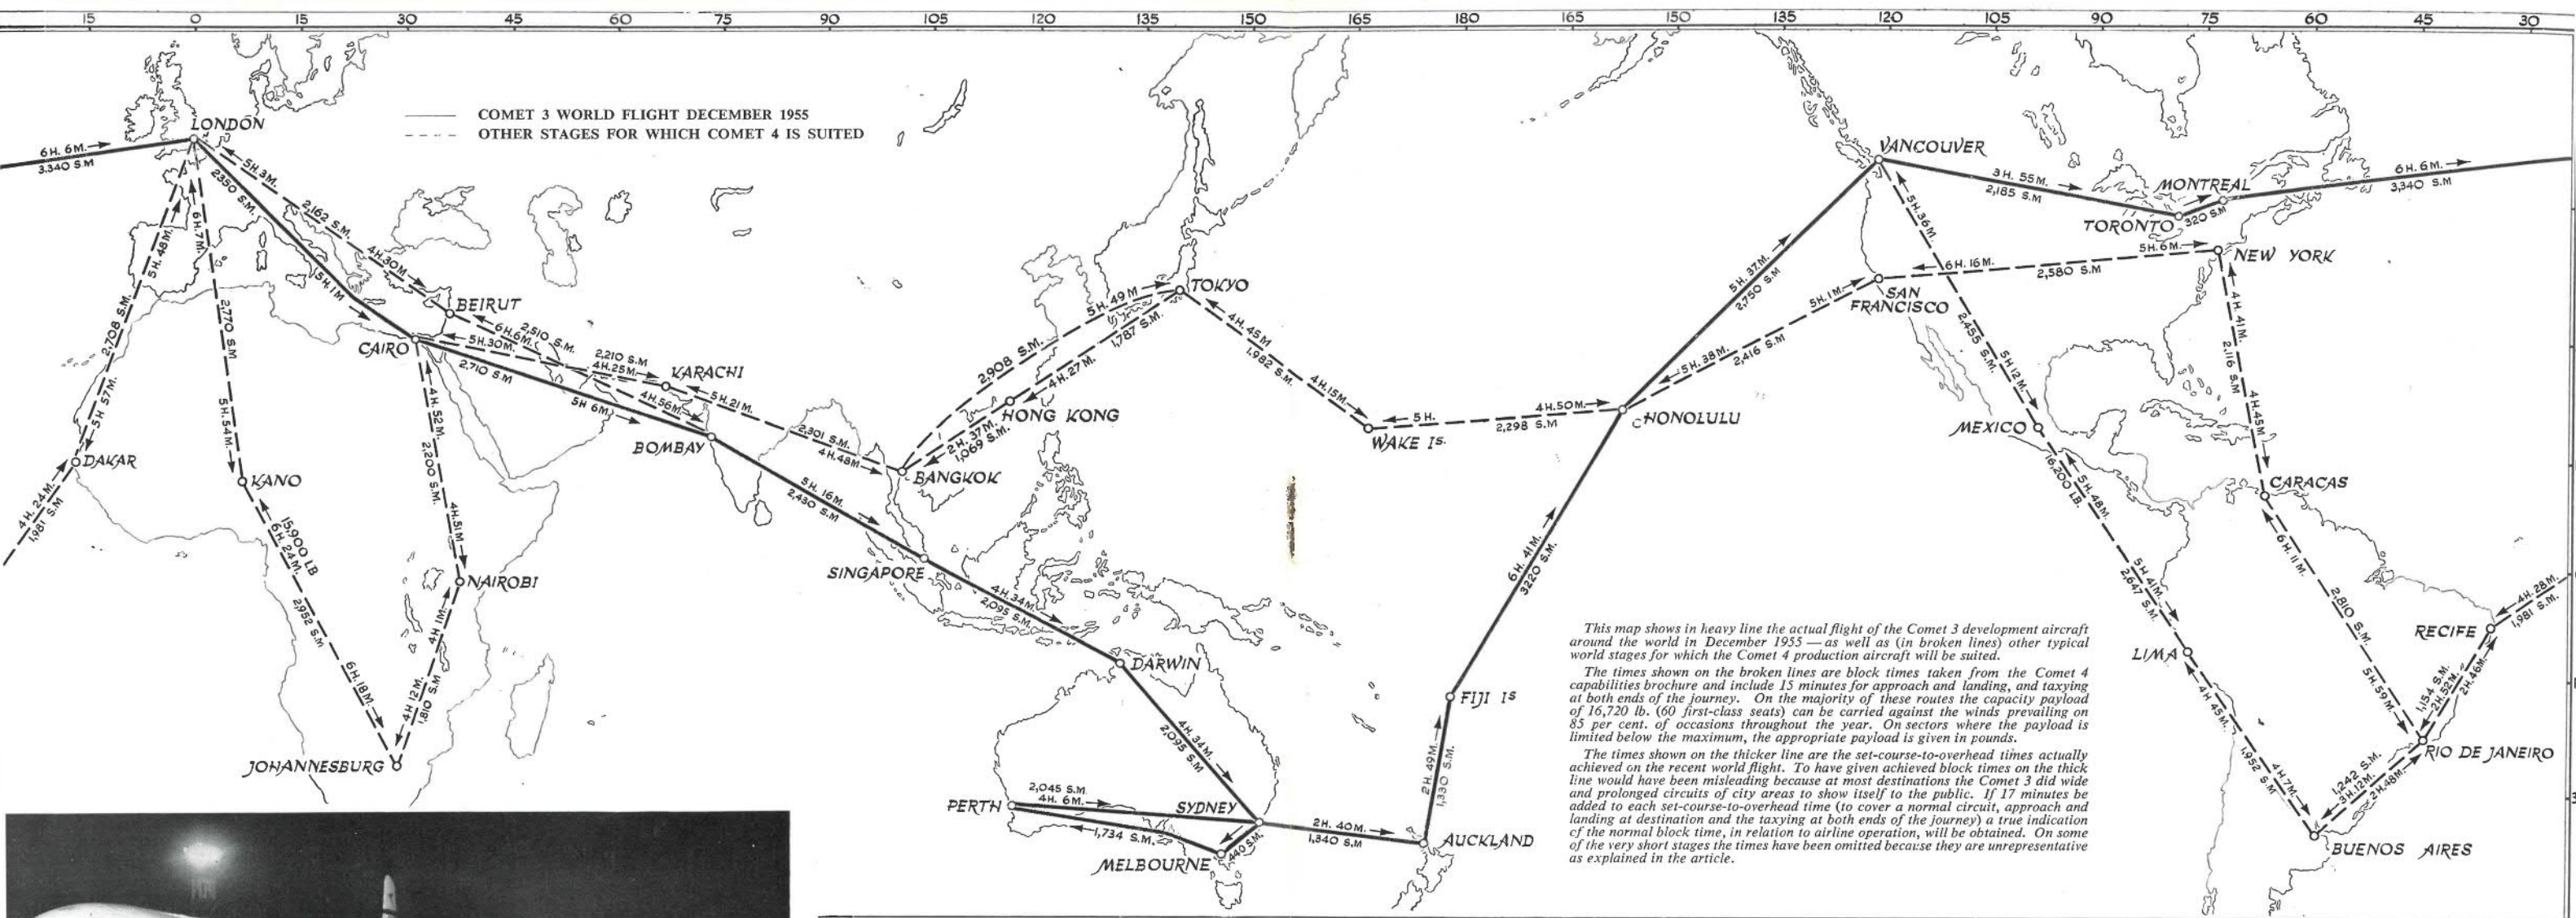 15 0 15 30 45 60 75 90 105 120 135 150 165 180 165 150 135 120 105 90 75 60 45 30
COMET 3 WORLD FLIGHT DECEMBER 1955
OTHER STAGES FOR WHICH COMET 4 IS SUITED
LONDON
6H. 6M.
3,340 S.M
5H.3M.
2350 S.M.
2,162 S.M.
4H.30M
5H.1M
5H.48M.
6H.7M.
2,708 S.M.
2,770 S.M
5H 57M.
5H.54M.
BEIRUT
CAIRO
2,510 S.M.
6H.6M.
5H.30M.
2,210 S.M
4H.25M.
2,710 S.M
5H 6M.
4H.56M.
KARACHI
5H.21M.
BOMBAY
2,301 S.M.
4H.48M
DAKAR
4H.24M.
1,981 S.M
KANO
15,900 LB
6H.24M.
2,952 S.M
6H.18M.
4H.52M.
2,200 S.M.
4H.51M
NAIROBI
4H 1M.
4H 12M.
1,810 S.M
JOHANNESBURG
5H. 16M.
2,430 S.M
BANGKOK
2,908 S.M.
5H.49M
TOKYO
1,787 S.M.
4H.27M.
HONG KONG
2H.37M.
1,069 S.M.
4H.45M
1,982 S.M.
4H.15M.
WAKE IS.
5H.
4H.50M.
2,298 S.M
HONOLULU
SINGAPORE
4H.34M.
2,095 S.M.
DARWIN
4H.34M.
2,095 S.M
PERTH
2,045 S.M.
4H. 6M.
SYDNEY
1,734 S.M.
440 S.M.
MELBOURNE
2H. 40M.
1,340 S.M
AUCKLAND
2H.49M.
1,330 S.M.
FIJI IS
6H. 41M.
3220 S.M.
5H. 37M.
2,750 S.M
5H.38M.
2,416 S.M
5H.1M.
SAN
FRANCISCO
VANCOUVER
3H. 55M.
2,185 S.M
TORONTO
320 S.M
MONTREAL
6H. 6M.
3,340 S.M
5H.6M.
6H. 16M.
2,580 S.M
NEW YORK
5H.36M.
2,455 S.M.
5H 12M.
MEXICO
4H. 41M.
2,116 S.M
4H.45M
CARACAS
16,200 LB.
5H.48M.
5H 41M.
2,647 S.M.
LIMA
6H.11M.
2,810 S.M.
5H.59M.
4H 45M.
1,952 S.M
4H.7M.
RECIFE
4H.28M.
1,981 S.M.
1,154 S.M.
2H.52M.
2H.46M.
RIO DE JANEIRO
1,242 S.M.
3H.12M.
2H.48M.
BUENOS AIRES
This map shows in heavy line the actual flight of the Comet 3 development aircraft
around the world in December 1955 — as well as (in broken lines) other typical
world stages for which the Comet 4 production aircraft will be suited.
The times shown on the broken lines are block times taken from the Comet 4
capabilities brochure and include 15 minutes for approach and landing, and taxying
at both ends of the journey. On the majority of these routes the capacity payload
of 16,720 lb. (60 first-class seats) can be carried against the winds prevailing on
85 per cent. of occasions throughout the year. On sectors where the payload is
limited below the maximum, the appropriate payload is given in pounds.
The times shown on the thicker line are the set-course-to-overhead times actually
achieved on the recent world flight. To have given achieved block times on the thick
line would have been misleading because at most destinations the Comet 3 did wide
and prolonged circuits of city areas to show itself to the public. If 17 minutes be
added to each set-course-to-overhead time (to cover a normal circuit, approach and
landing at destination and the taxying at both ends of the journey) a true indication
of the normal block time, in relation to airline operation, will be obtained. On some
of the very short stages the times have been omitted because they are unrepresentative
as explained in the article.